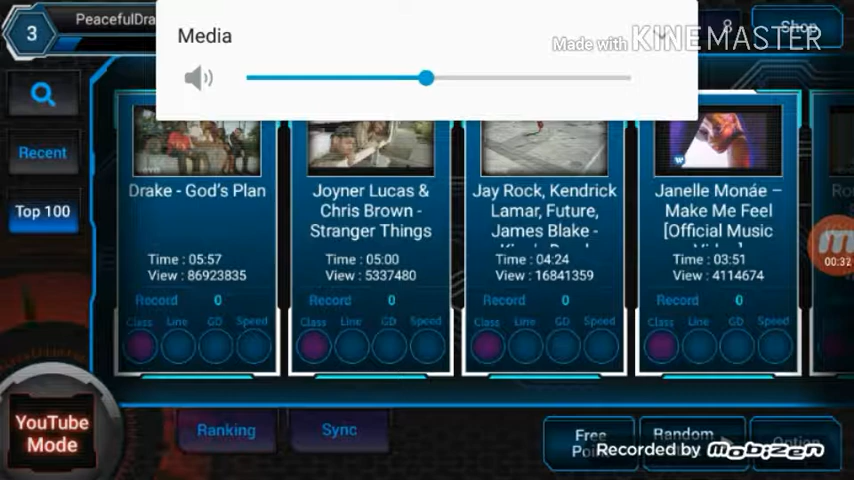 3
PeacefulDra
8
Shop
Media
Made with KINEMASTER
Recent
Top 100
Drake - God's Plan
Time : 05:57
View : 86923835
Record 0
Class Line GD Speed
Joyner Lucas &
Chris Brown -
Stranger Things
Time : 05:00
View : 5337480
Record 0
Class Line GD Speed
Jay Rock, Kendrick
Lamar, Future,
James Blake -
Time : 04:24
View : 16841359
Record 0
Class Line GD Speed
Janelle Monáe –
Make Me Feel
[Official Music
Time : 03:51
View : 4114674
Record 0
Class Line GD Speed
00:32
YouTube
Mode
Ranking
Sync
Free
Random
Option
Recorded by mobizen